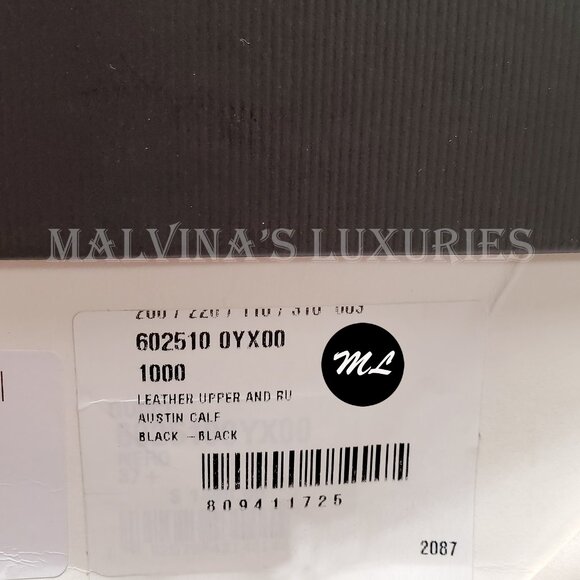 MALVINA'S LUXURIES
602510 0YX00
1000
ML
LEATHER UPPER AND RU
AUSTIN CALF
BLACK - BLACK
809411725
2087